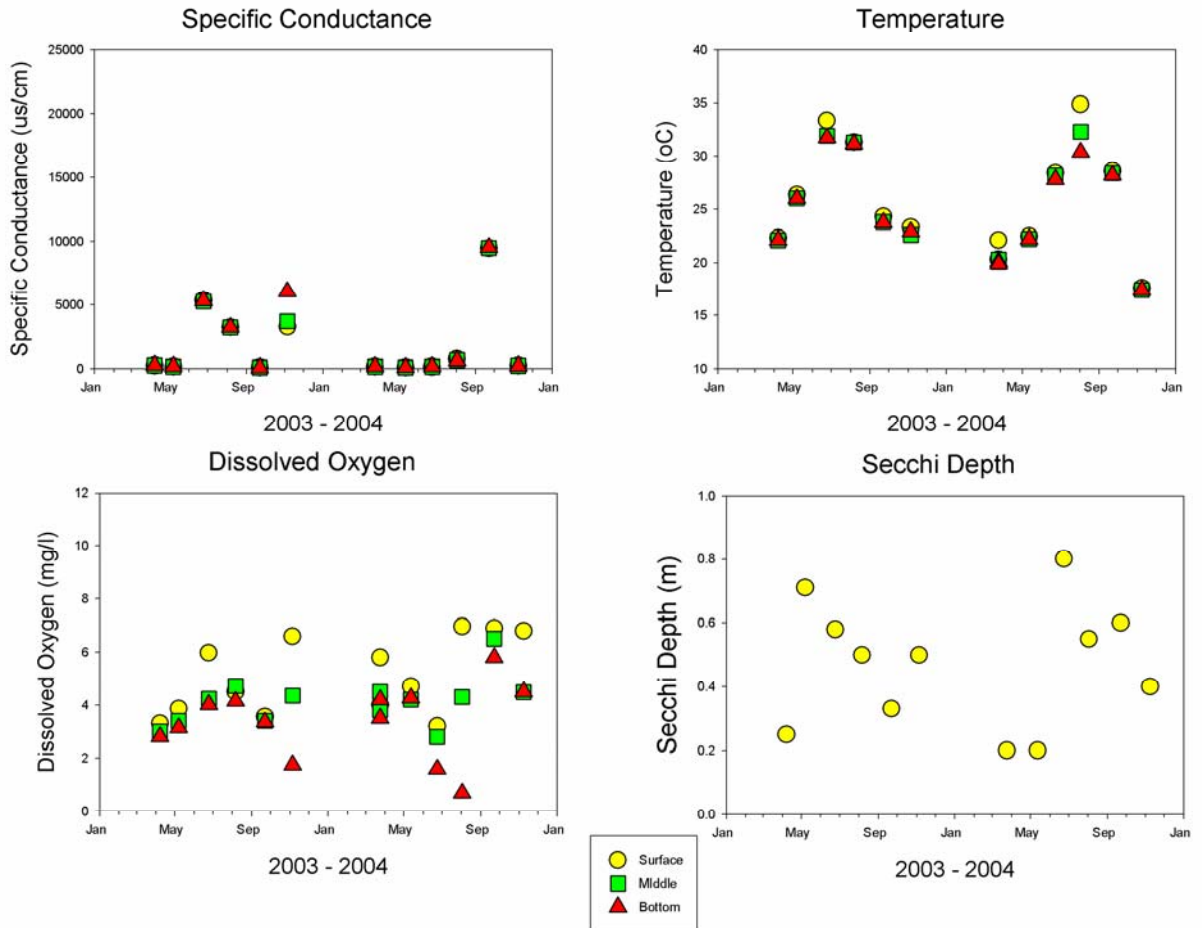 Specific Conductance
Specific Conductance (us/cm)
25000
20000
15000
10000
5000
0
Jan May Sep Jan May Sep Jan
2003 - 2004
Temperature
Temperature (oC)
40
35
30
25
20
15
10
Jan May Sep Jan May Sep Jan
2003 - 2004
Dissolved Oxygen
Dissolved Oxygen (mg/l)
12
10
8
6
4
2
0
Jan May Sep Jan May Sep Jan
2003 - 2004
Secchi Depth
Secchi Depth (m)
1.0
0.8
0.6
0.4
0.2
0.0
Jan May Sep Jan May Sep Jan
2003 - 2004
Surface
MIddle
Bottom